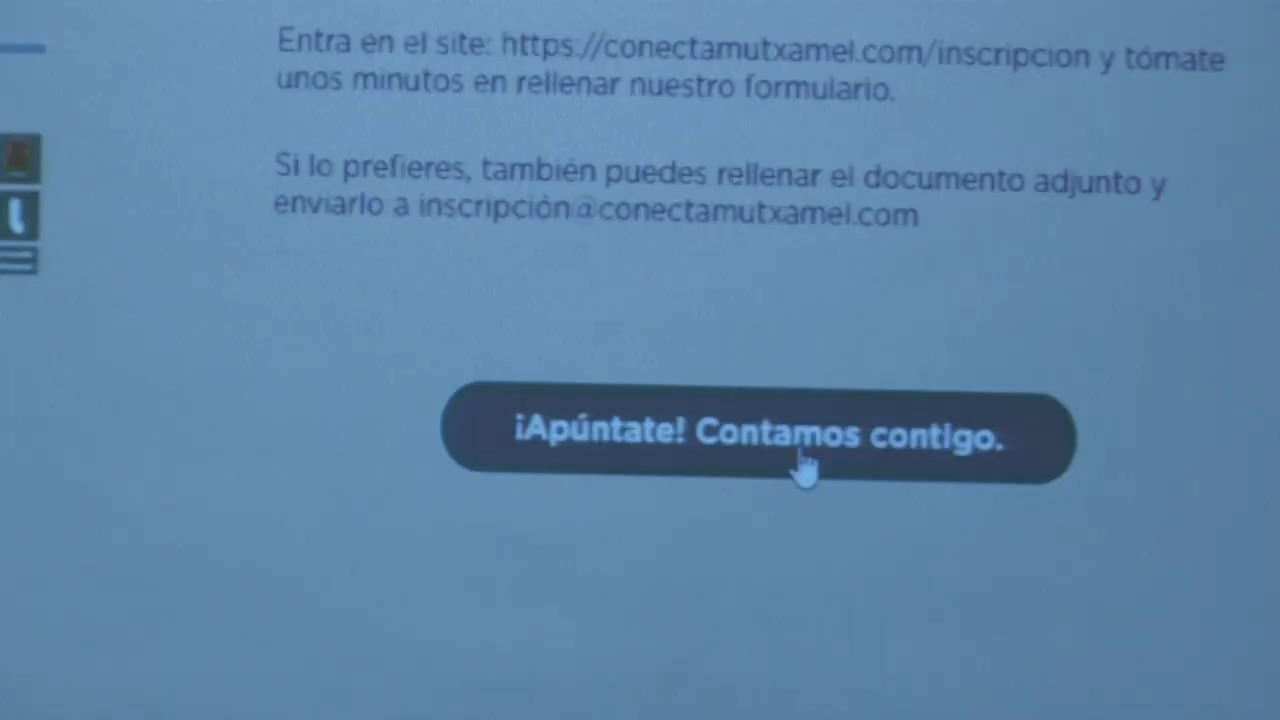 Entra en el site: https://conectamutxamel.com/inscripcion y tómate
unos minutos en rellenar nuestro formulario.
Si lo prefieres, también puedes rellenar el documento adjunto y
enviarlo a inscripción@conectamutxamel.com
¡Apúntate! Contamos contigo.